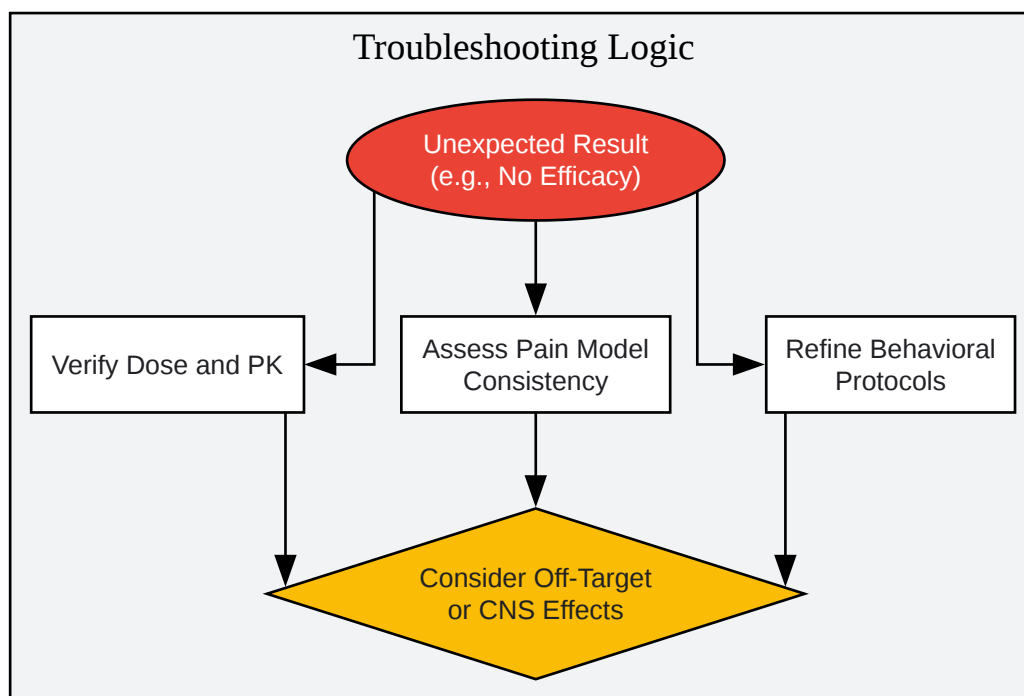 Troubleshooting Logic
Unexpected Result
(e.g., No Efficacy)
Verify Dose and PK
Assess Pain Model
Consistency
Refine Behavioral
Protocols
Consider Off-Target
or CNS Effects